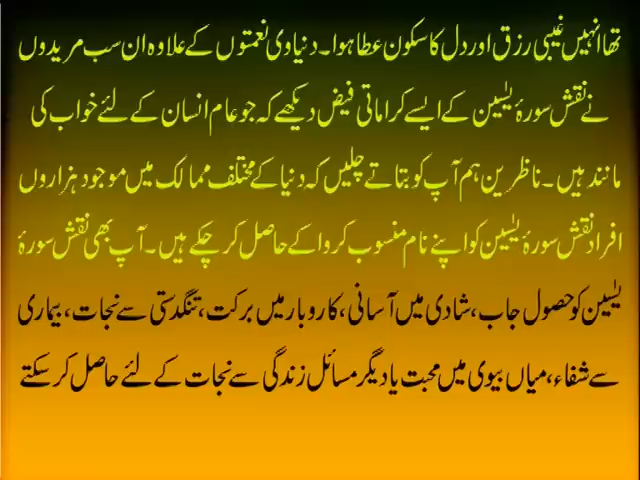 تھا انہیں غیبی رزق اور دل کا سکون عطا ہوا۔ دنیاوی نعمتوں کے علاوہ ان سب مریدوں
نے نقش سورۂ یٰسین کے ایسے کراماتی فیض دیکھے کہ جو عام انسان کے لئے خواب کی
مانند ہیں۔ ناظرین ہم آپ کو بتاتے چلیں کہ دنیا کے مختلف ممالک میں موجود ہزاروں
افراد نقش سورۂ یٰسین کو اپنے نام منسوب کروا کے حاصل کر چکے ہیں۔ آپ بھی نقش سورۂ
یٰسین کو حصول جاب، شادی میں آسانی، کاروبار میں برکت، تنگدستی سے نجات، بیماری
سے شفاء، میاں بیوی میں محبت یا دیگر مسائل زندگی سے نجات کے لئے حاصل کر سکتے